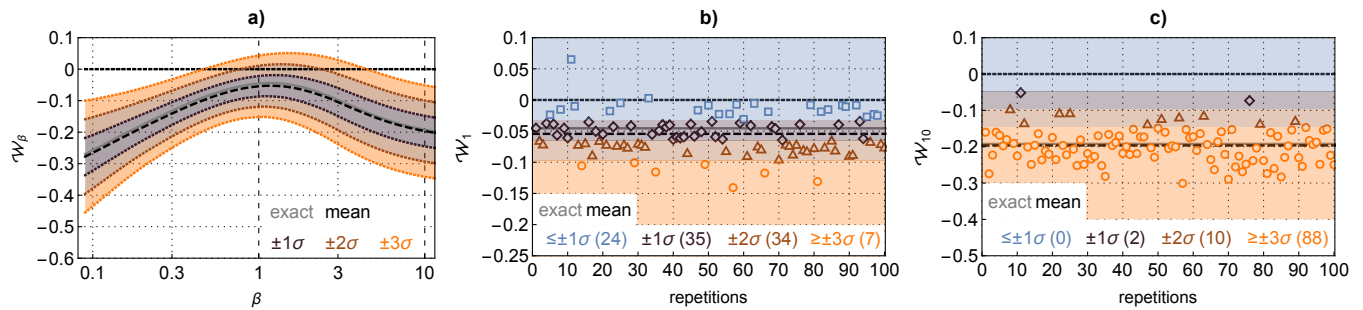 a)
0.1
0
−0.1
−0.2
−0.3
−0.4
−0.5
−0.6
𝒲β
exact mean
±1σ ±2σ ±3σ
0.1 0.3 1 3 10
β
b)
0.1
0.05
0
−0.05
−0.1
−0.15
−0.2
−0.25
𝒲1
exact mean
≤±1σ (24) ±1σ (35) ±2σ (34) ≥±3σ (7)
0 20 40 60 80 100
repetitions
c)
0.1
0
−0.1
−0.2
−0.3
−0.4
−0.5
𝒲10
exact mean
≤±1σ (0) ±1σ (2) ±2σ (10) ≥±3σ (88)
0 10 20 30 40 50 60 70 80 90 100
repetitions